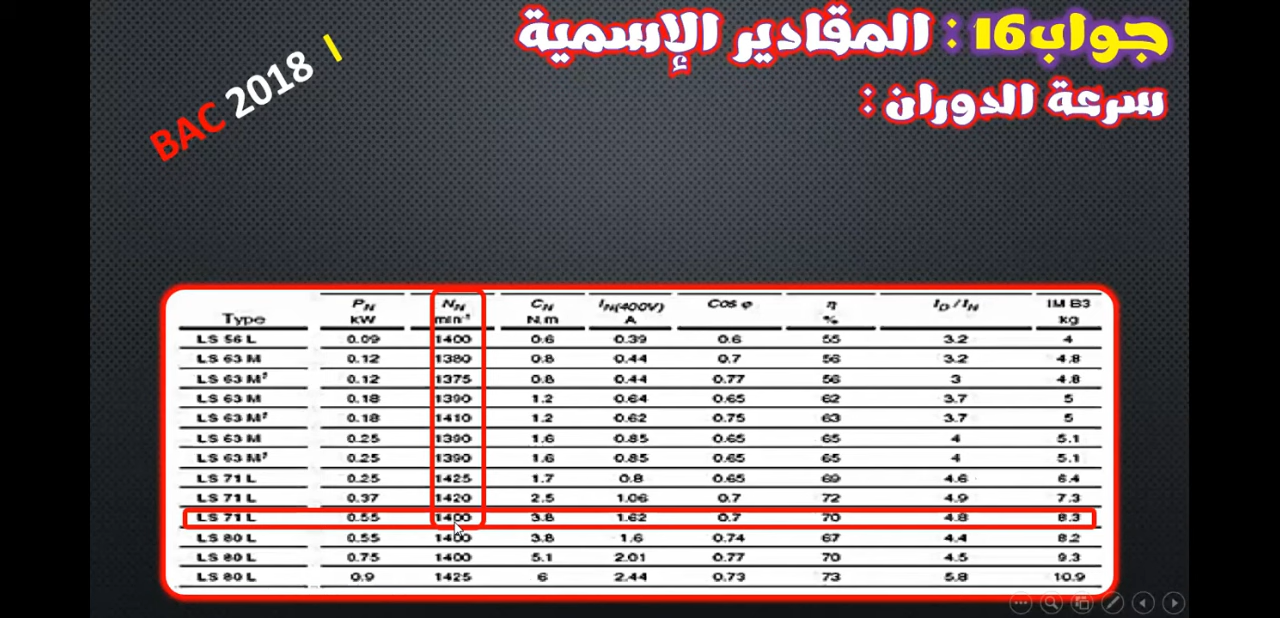 جواب16 : المقادير الإسمية
سرعة الدوران :
BAC 2018 I
Type PN kW NN min-1 CN N.m IN(400V) A Cos φ η % ID / IN IM B3 kg
LS 56 L 0.09 1400 0.6 0.39 0.6 55 3.2 4
LS 63 M 0.12 1380 0.8 0.44 0.7 56 3.2 4.8
LS 63 M² 0.12 1375 0.8 0.44 0.77 56 3 4.8
LS 63 M 0.18 1390 1.2 0.64 0.65 62 3.7 5
LS 63 M² 0.18 1410 1.2 0.62 0.75 63 3.7 5
LS 63 M 0.25 1390 1.6 0.85 0.65 65 4 5.1
LS 63 M² 0.25 1390 1.6 0.85 0.65 65 4 5.1
LS 71 L 0.25 1425 1.7 0.8 0.65 69 4.6 6.4
LS 71 L 0.37 1420 2.5 1.06 0.7 72 4.9 7.3
LS 71 L 0.55 1400 3.8 1.62 0.7 70 4.8 8.3
LS 80 L 0.55 1400 3.8 1.6 0.74 67 4.4 8.2
LS 80 L 0.75 1400 5.1 2.01 0.77 70 4.5 9.3
LS 80 L 0.9 1425 6 2.44 0.73 73 5.8 10.9